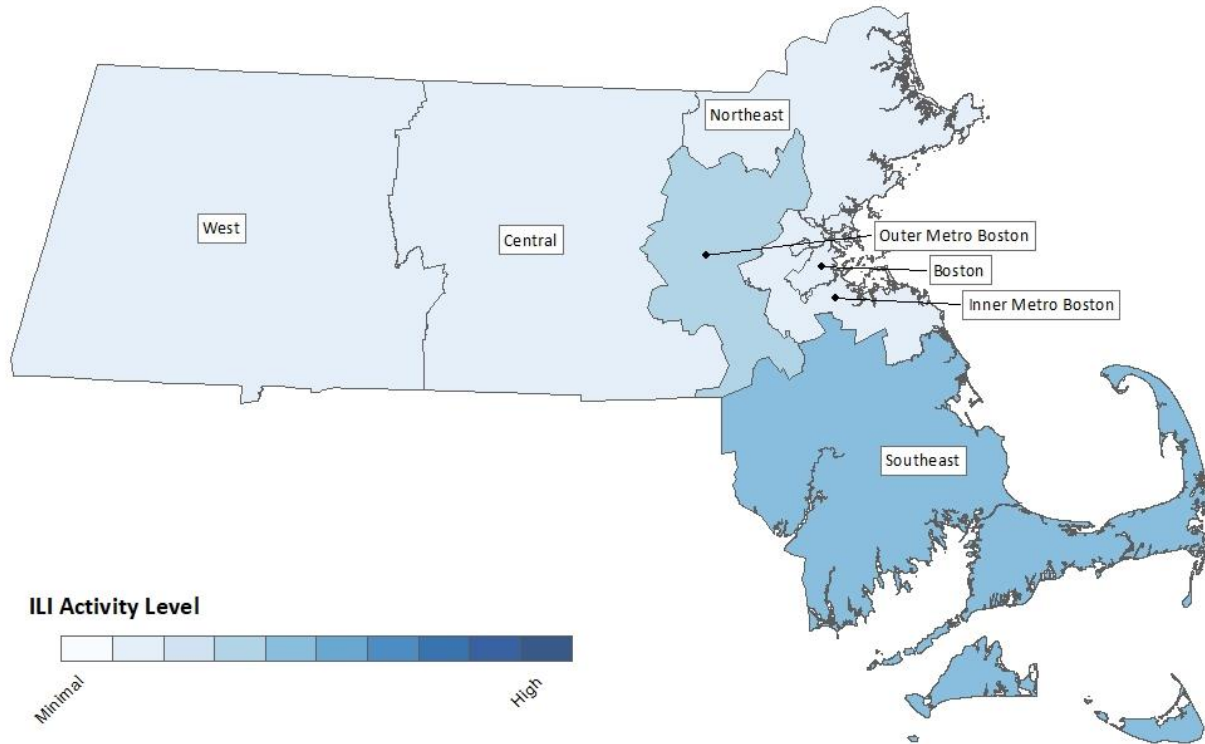 Northeast
West
Central
Outer Metro Boston
Boston
Inner Metro Boston
Southeast
ILI Activity Level
Minimal
High